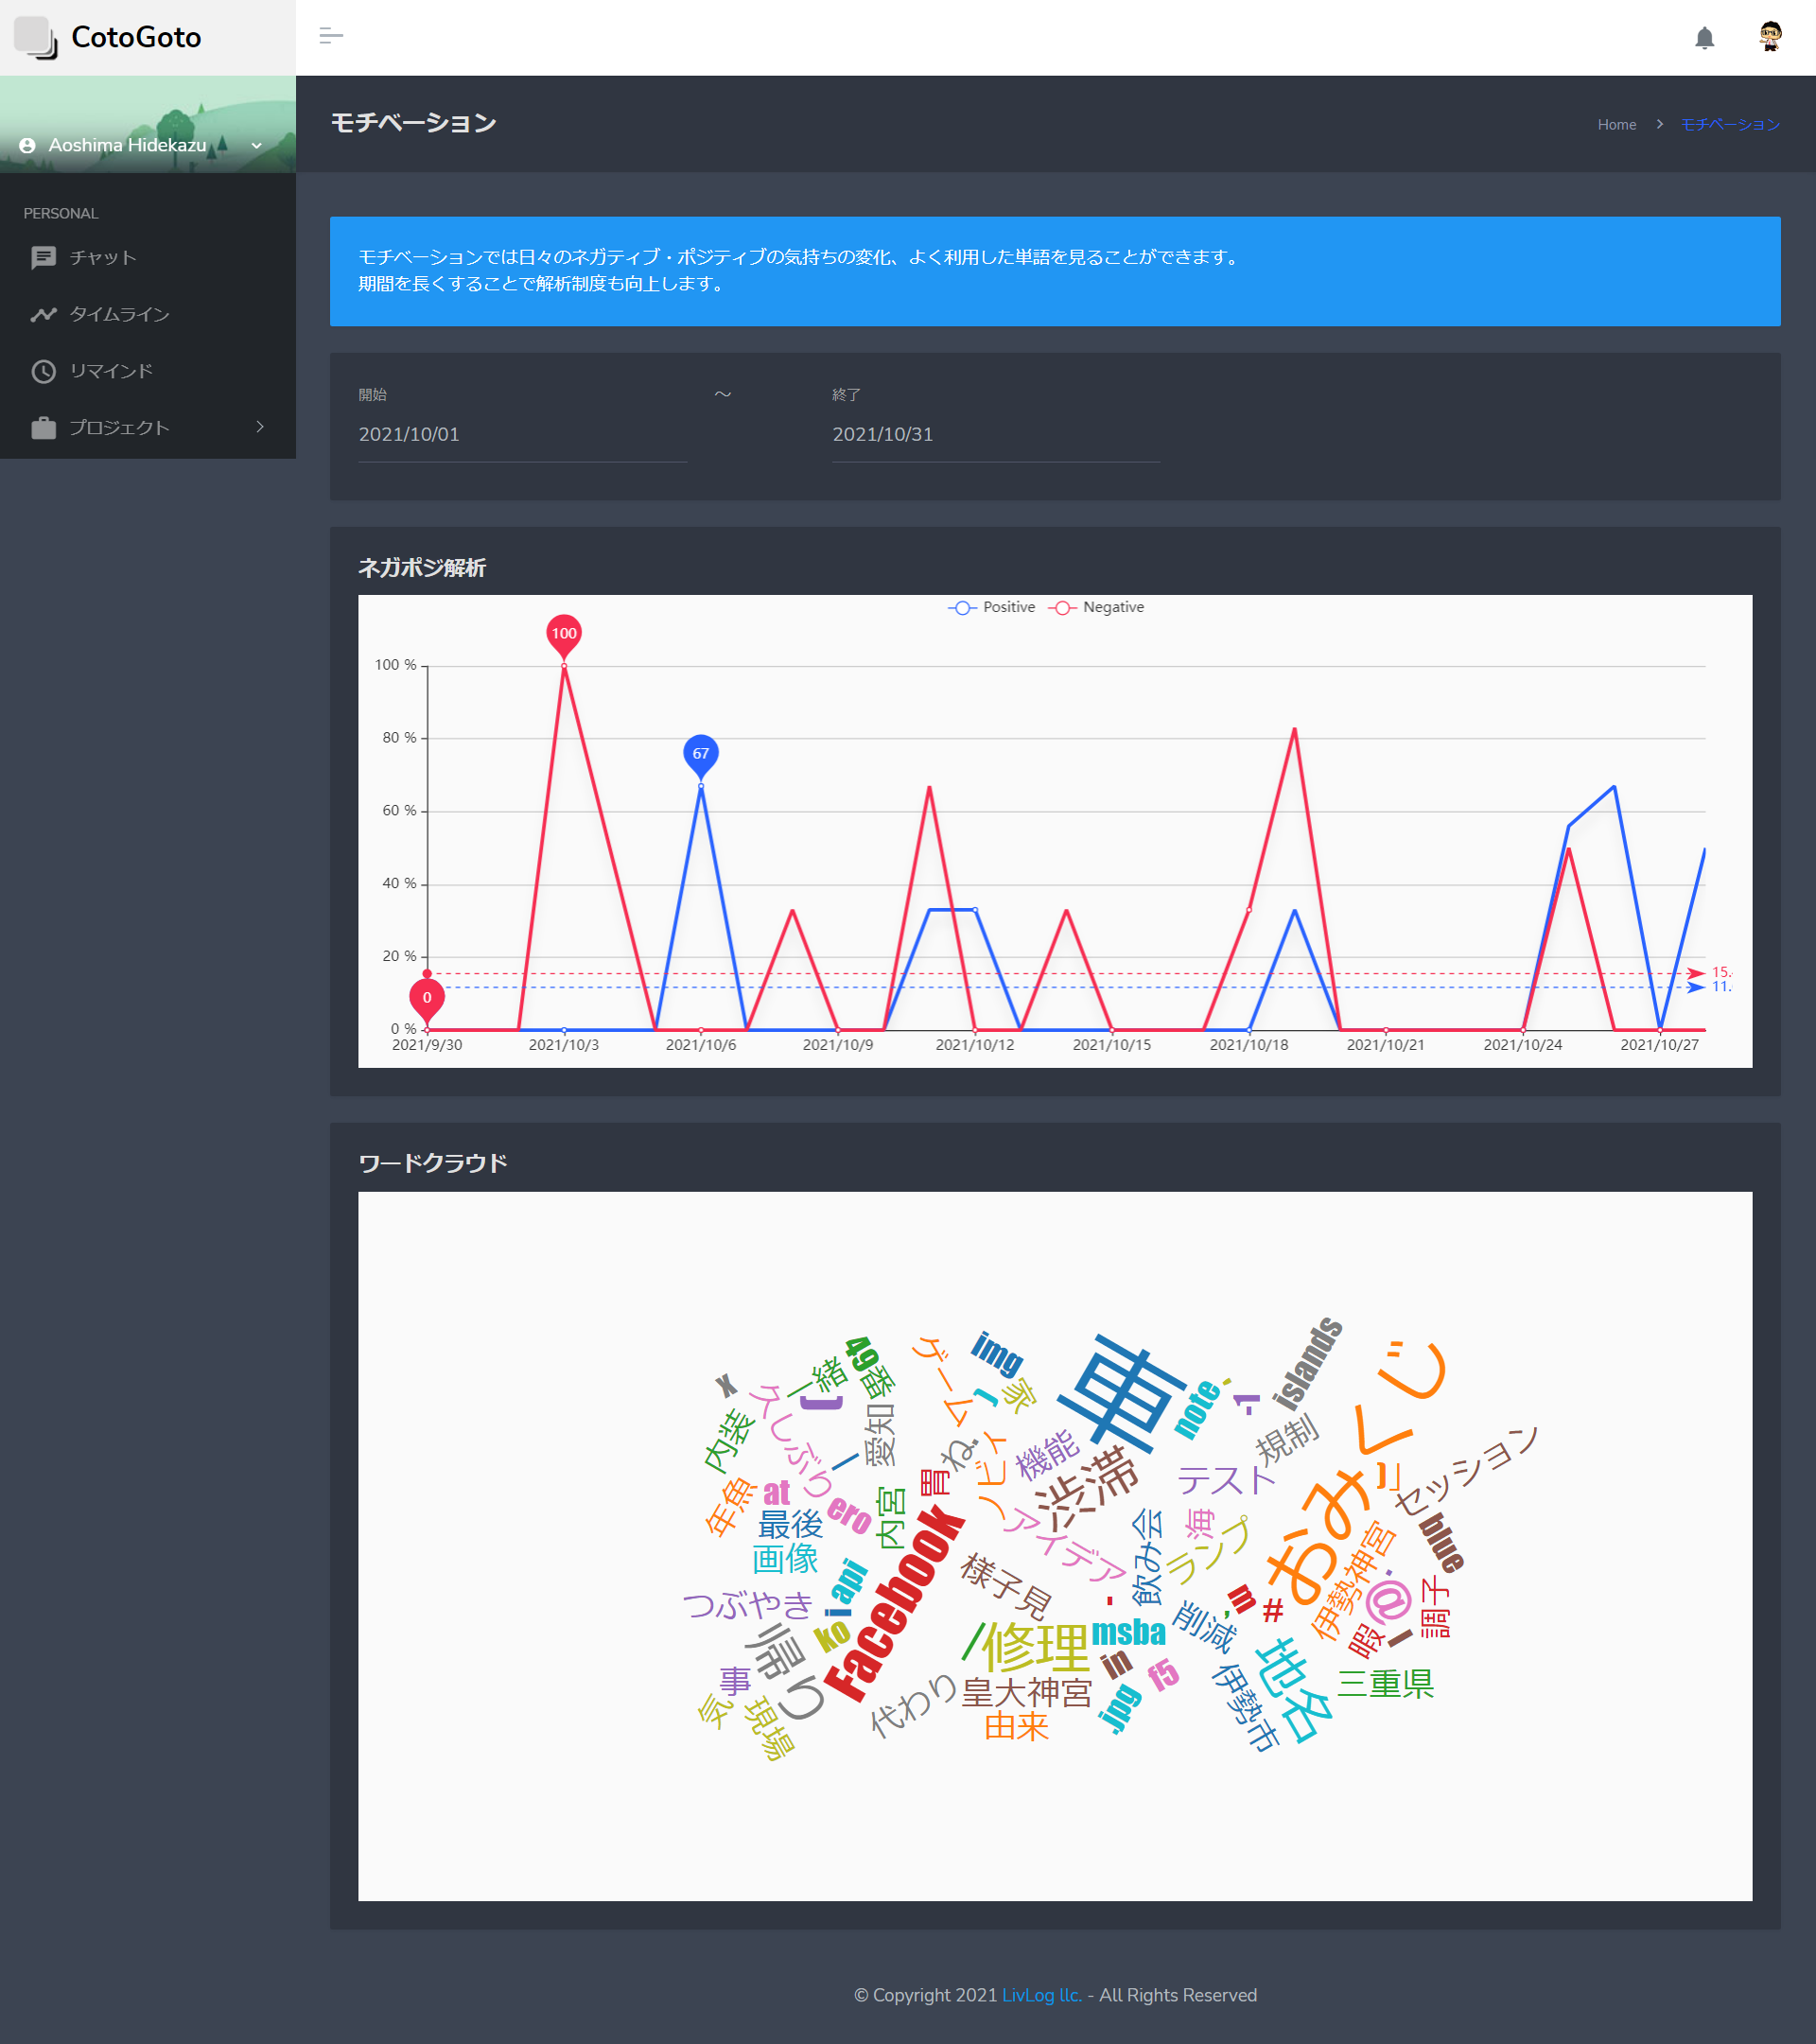 CotoGoto
Aoshima Hidekazu
PERSONAL
チャット
タイムライン
リマインド
プロジェクト
モチベーション
Home
モチベーション
モチベーションでは日々のネガティブ・ポジティブの気持ちの変化、よく利用した単語を見ることができます。
期間を長くすることで解析制度も向上します。
開始
～
終了
2021/10/01
2021/10/31
ネガポジ解析
Positive
Negative
100
67
0
100 %
80 %
60 %
40 %
20 %
0 %
15.
11.
2021/9/30
2021/10/3
2021/10/6
2021/10/9
2021/10/12
2021/10/15
2021/10/18
2021/10/21
2021/10/24
2021/10/27
ワードクラウド
車
おみくじ
Facebook
修理
渋滞
地名
帰り
islands
img
49番
一緒
ゲーム
家
j
note
-1
x
久しぶり
内装
愛知
ね.
機能
規制
セッション
テスト
」
ノビィ
胃
内宮
年魚
at
ero
最後
画像
アイデア
飲み会
海
ランプ
伊勢神宮
blue
@
調子
暇
つぶやき
api
i
ko
様子見
msba
削減
m
#
in
f5
.jpg
皇大神宮
由来
代わり
事
気
現場
伊勢市
三重県
© Copyright 2021 LivLog llc. - All Rights Reserved